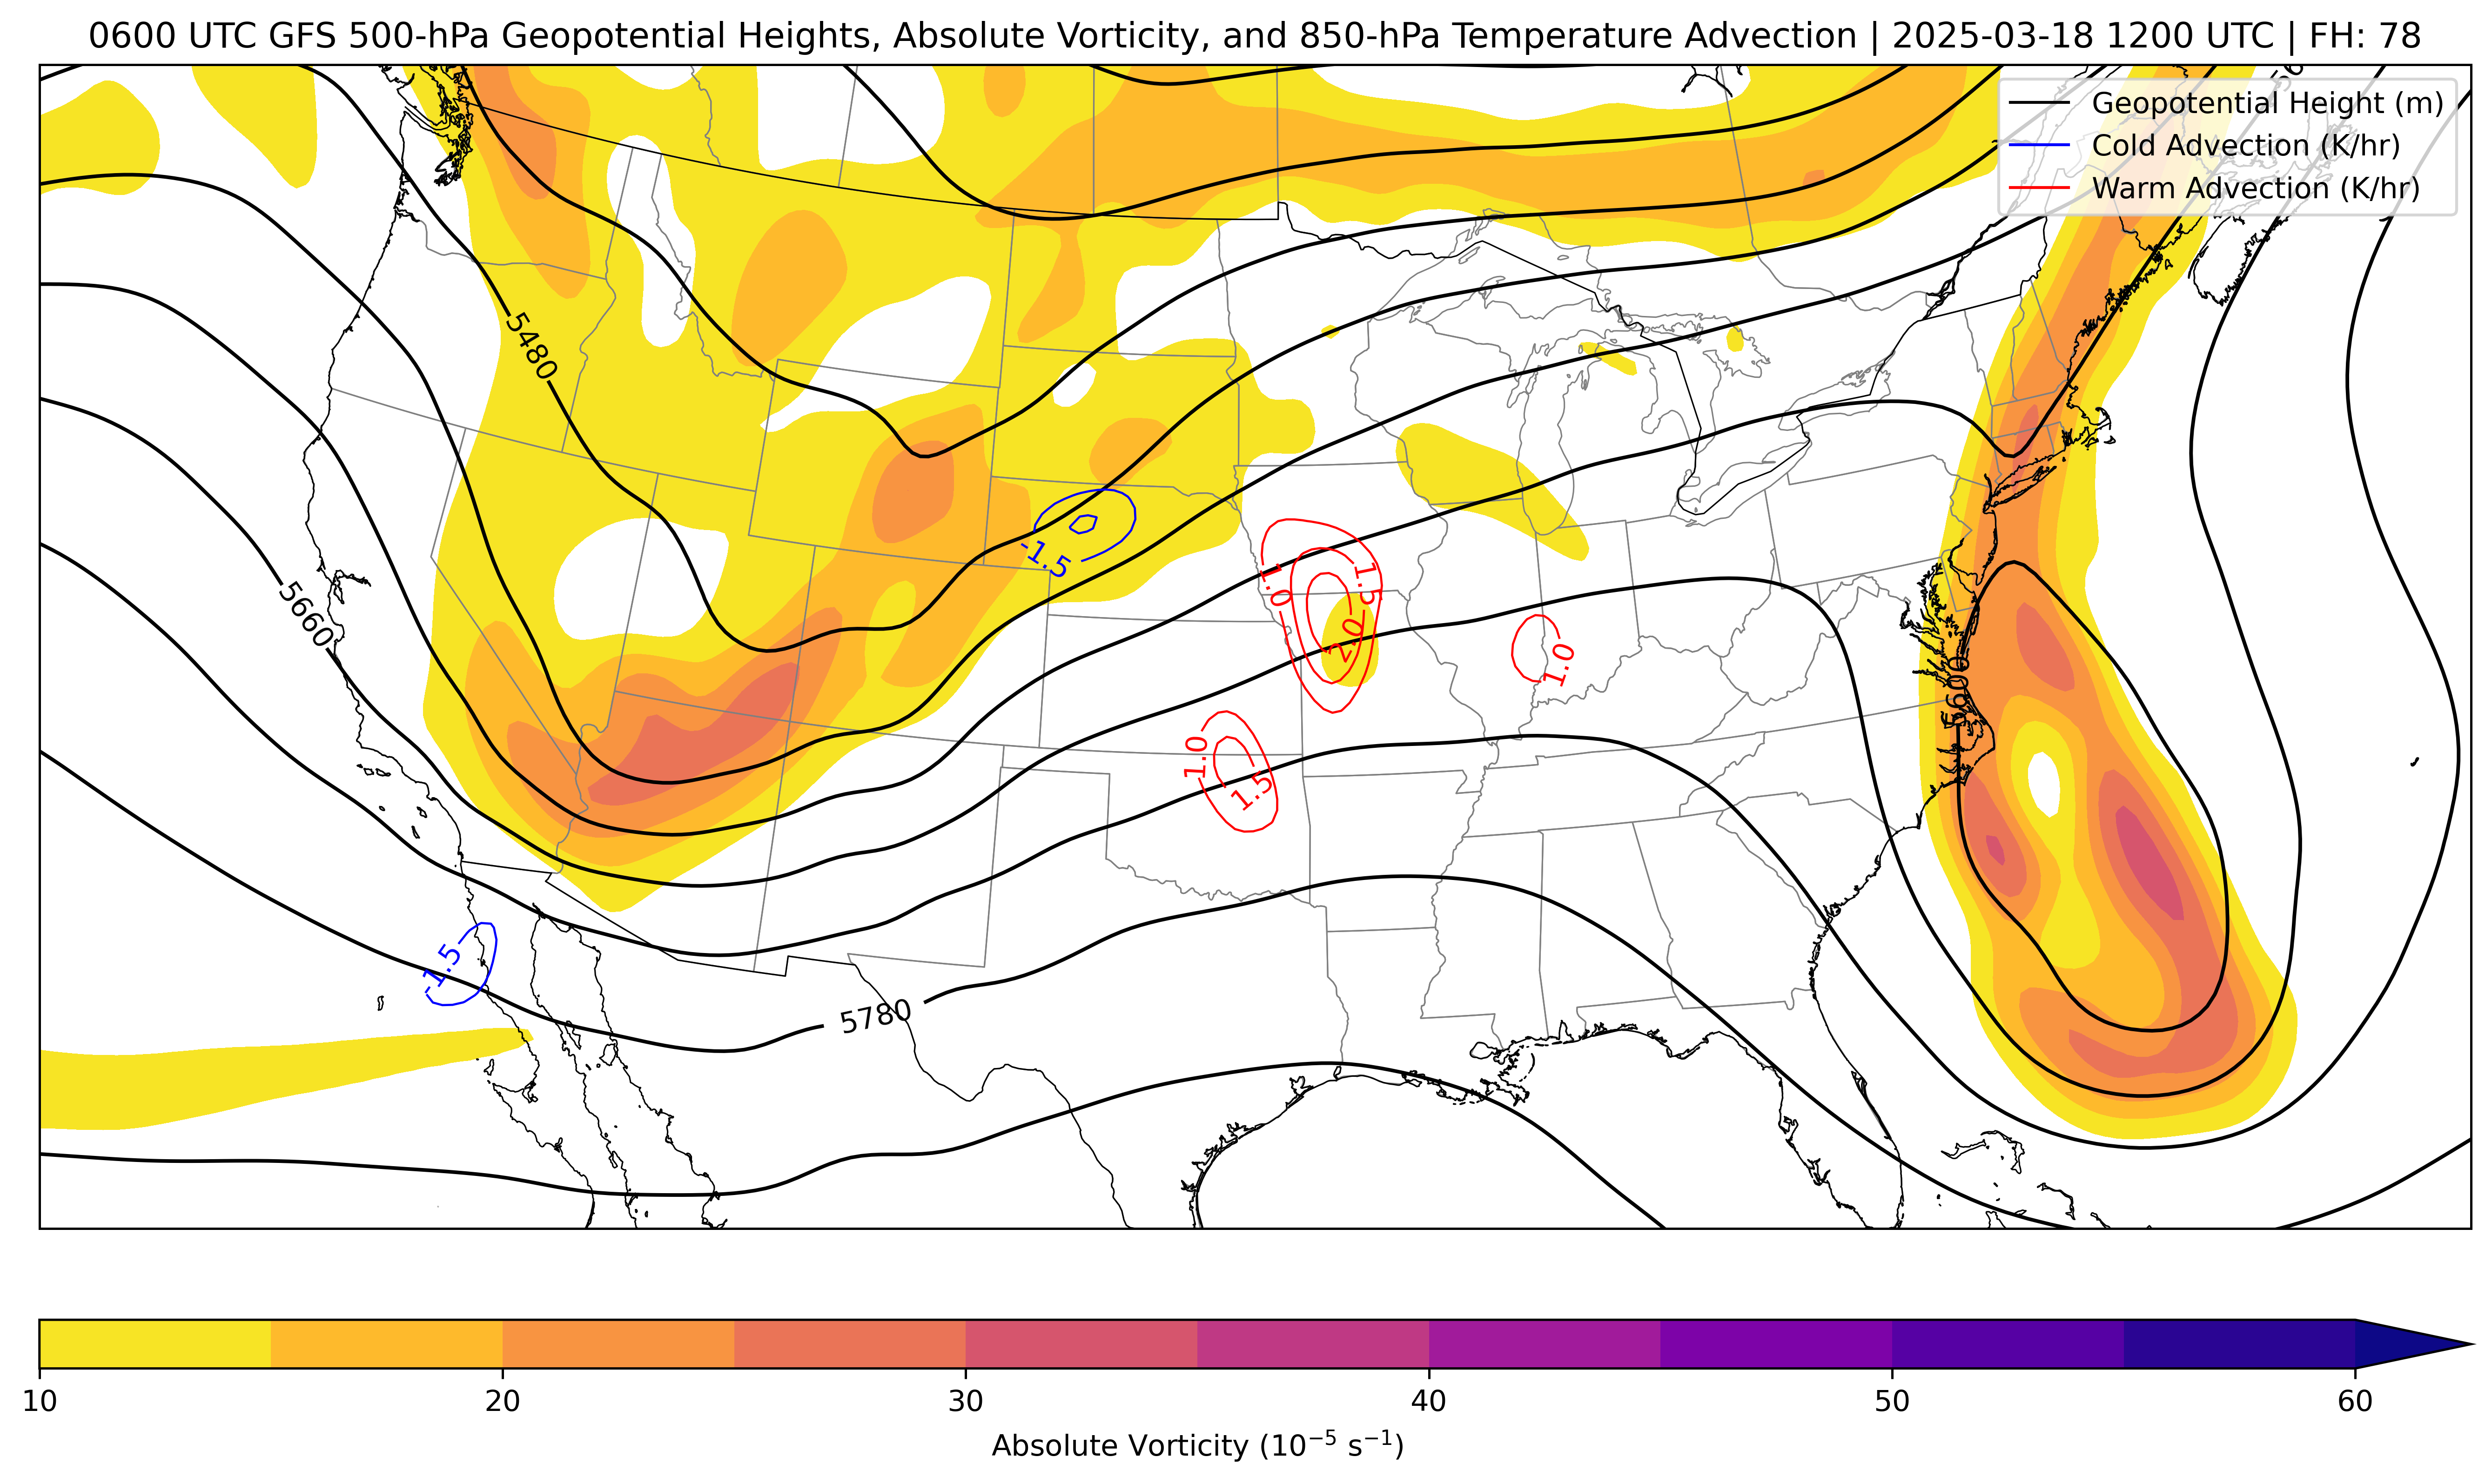 0600 UTC GFS 500-hPa Geopotential Heights, Absolute Vorticity, and 850-hPa Temperature Advection | 2025-03-18 1200 UTC | FH: 78
Geopotential Height (m)
Cold Advection (K/hr)
Warm Advection (K/hr)
5480
-1.5
5660
1.0
1.5
2.0
1.0
5600
1.0
1.5
-1.5
5780
10 20 30 40 50 60
Absolute Vorticity (10⁻⁵ s⁻¹)